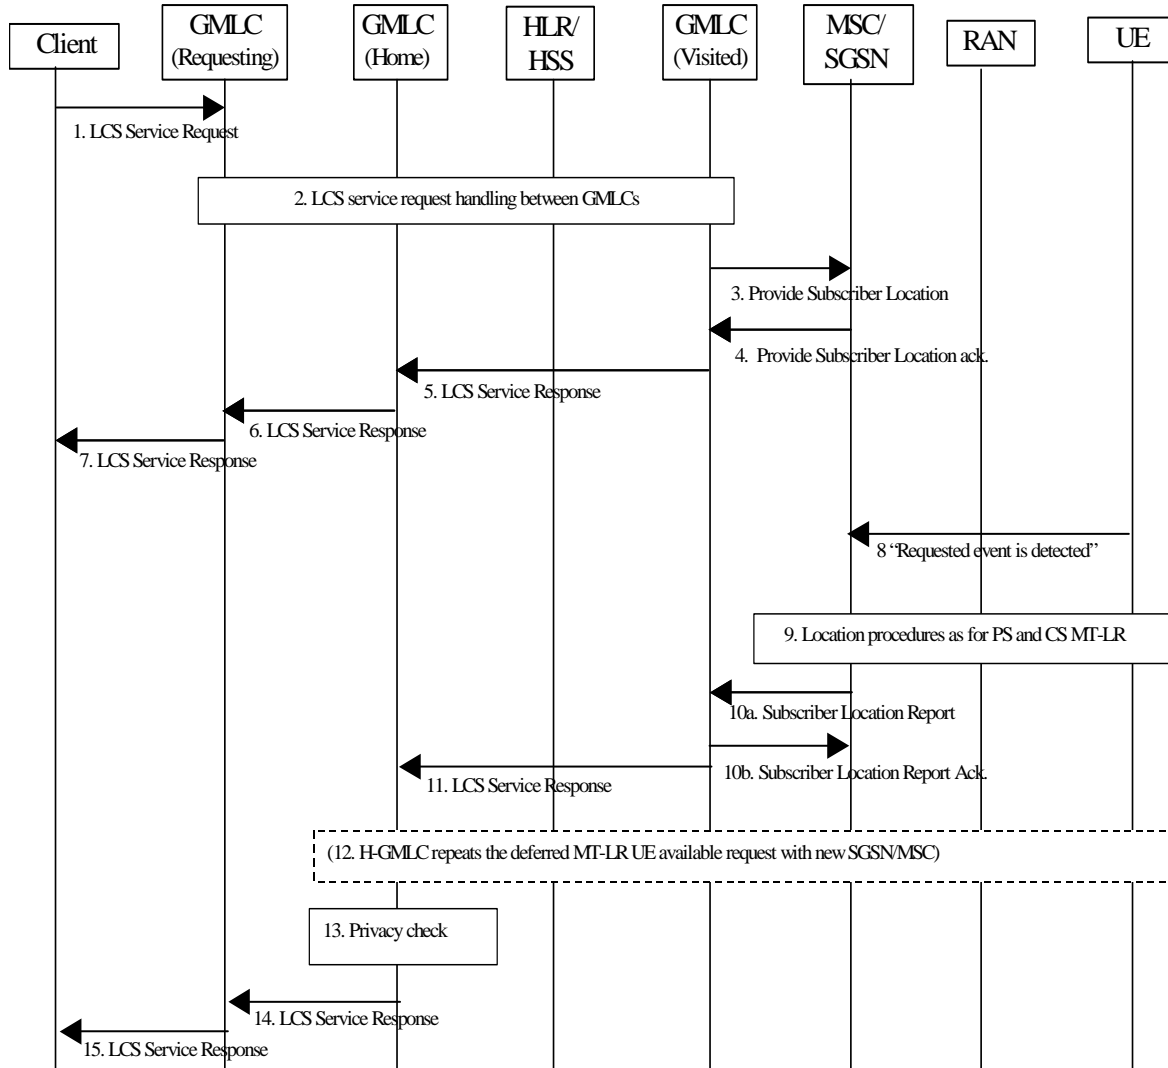 Client
GMLC
(Requesting)
GMLC
(Home)
HLR/
HSS
GMLC
(Visited)
MSC/
SGSN
RAN
UE
1. LCS Service Request
2. LCS service request handling between GMLCs
3. Provide Subscriber Location
4. Provide Subscriber Location ack.
5. LCS Service Response
6. LCS Service Response
7. LCS Service Response
8 “Requested event is detected”
9. Location procedures as for PS and CS MT-LR
10a. Subscriber Location Report
10b. Subscriber Location Report Ack.
11. LCS Service Response
(12. H-GMLC repeats the deferred MT-LR UE available request with new SGSN/MSC)
13. Privacy check
14. LCS Service Response
15. LCS Service Response